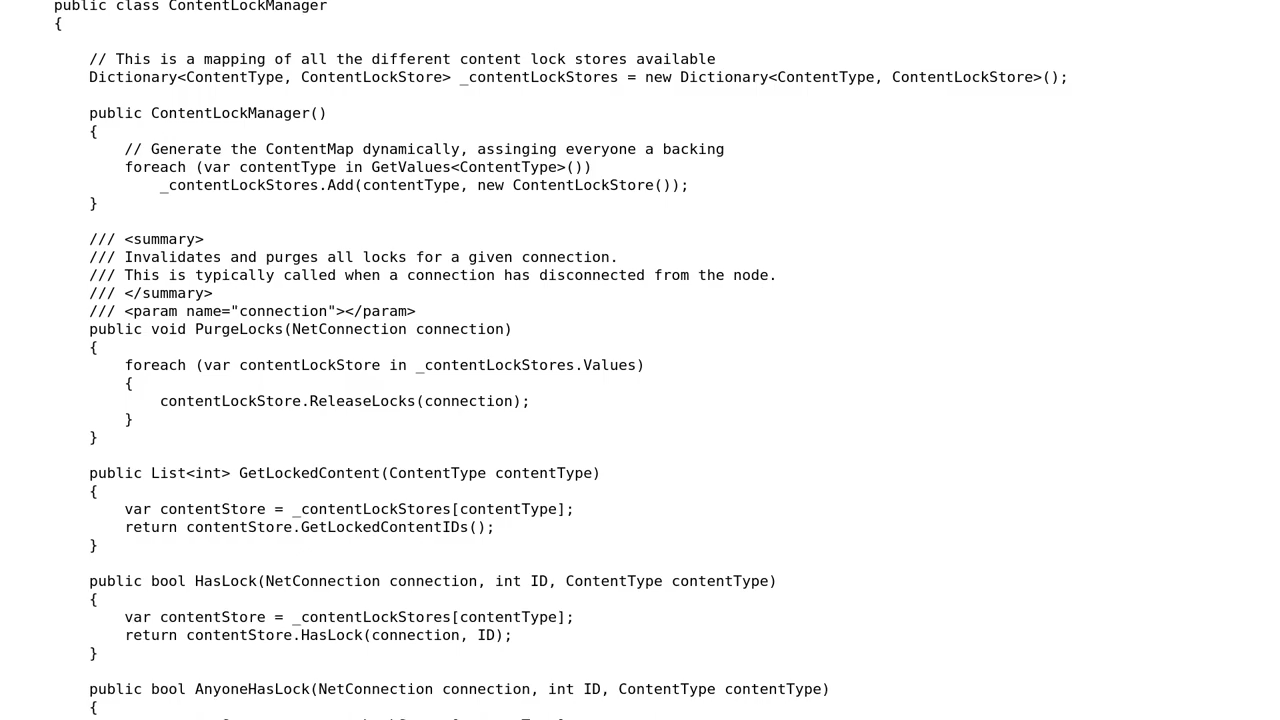 public class ContentLockManager
{
// This is a mapping of all the different content lock stores available
Dictionary<ContentType, ContentLockStore> _contentLockStores = new Dictionary<ContentType, ContentLockStore>();
public ContentLockManager()
{
// Generate the ContentMap dynamically, assinging everyone a backing
foreach (var contentType in GetValues<ContentType>())
_contentLockStores.Add(contentType, new ContentLockStore());
}
/// <summary>
/// Invalidates and purges all locks for a given connection.
/// This is typically called when a connection has disconnected from the node.
/// </summary>
/// <param name="connection"></param>
public void PurgeLocks(NetConnection connection)
{
foreach (var contentLockStore in _contentLockStores.Values)
{
contentLockStore.ReleaseLocks(connection);
}
}
public List<int> GetLockedContent(ContentType contentType)
{
var contentStore = _contentLockStores[contentType];
return contentStore.GetLockedContentIDs();
}
public bool HasLock(NetConnection connection, int ID, ContentType contentType)
{
var contentStore = _contentLockStores[contentType];
return contentStore.HasLock(connection, ID);
}
public bool AnyoneHasLock(NetConnection connection, int ID, ContentType contentType)
{